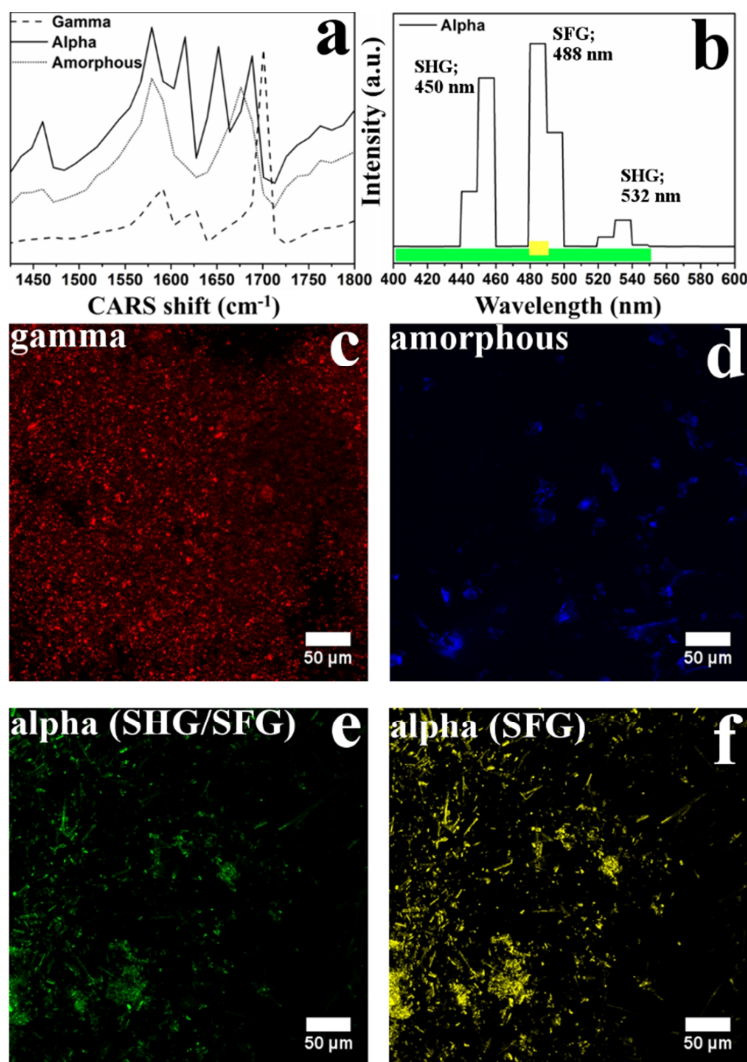 Gamma
Alpha
Amorphous
a
1450 1500 1550 1600 1650 1700 1750 1800
CARS shift (cm⁻¹)
Intensity (a.u.)
Alpha
b
SHG;
450 nm
SFG;
488 nm
SHG;
532 nm
400 420 440 460 480 500 520 540 560 580 600
Wavelength (nm)
gamma
c
50 µm
amorphous
d
50 µm
alpha (SHG/SFG)
e
50 µm
alpha (SFG)
f
50 µm